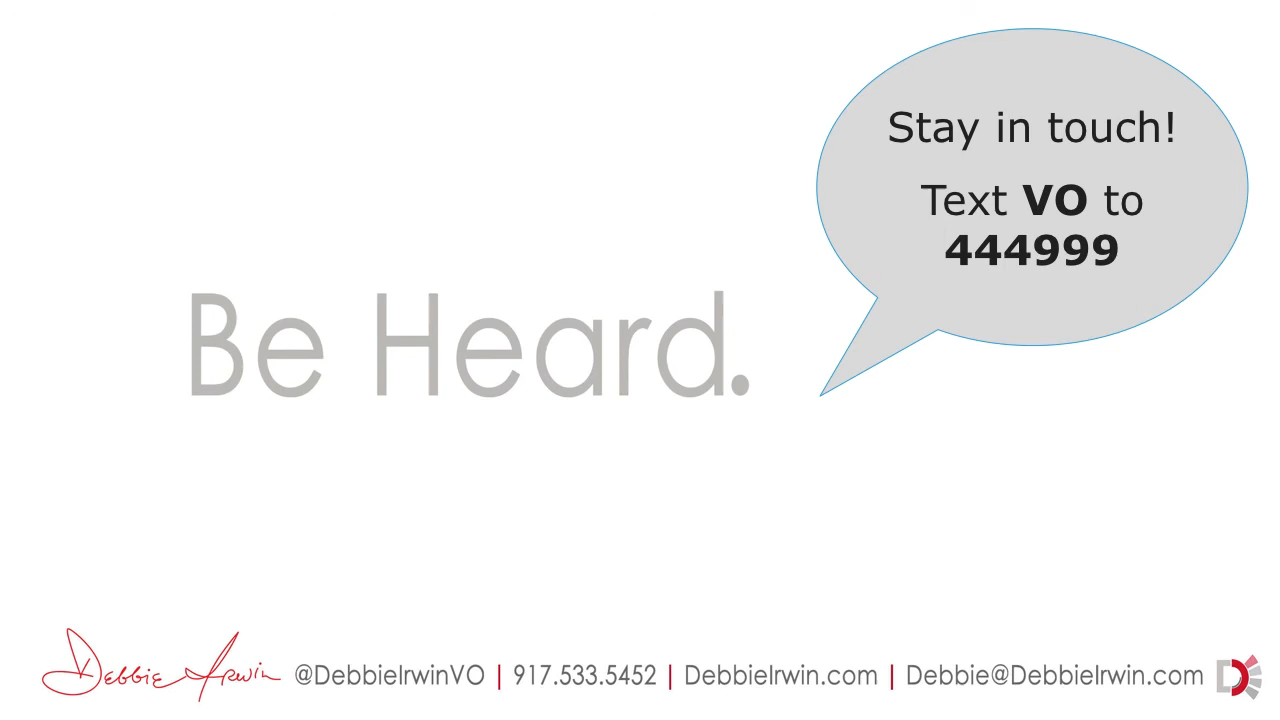 Stay in touch!
Text VO to
444999
Be Heard.
Debbie Irwin @DebbieIrwinVO | 917.533.5452 | DebbieIrwin.com | Debbie@DebbieIrwin.com